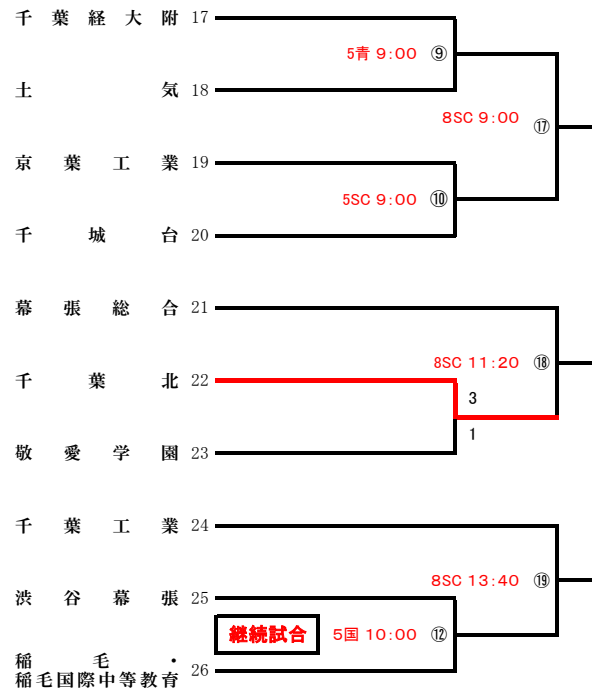 千葉経大附 17
5青 9:00 ⑨
土気 18
8SC 9:00 ⑰
京葉工業 19
5SC 9:00 ⑩
千城台 20
幕張総合 21
8SC 11:20 ⑱
千葉北 22
3
1
敬愛学園 23
千葉工業 24
8SC 13:40 ⑲
渋谷幕張 25
継続試合 5国 10:00 ⑫
稲毛・
稲毛国際中等教育 26